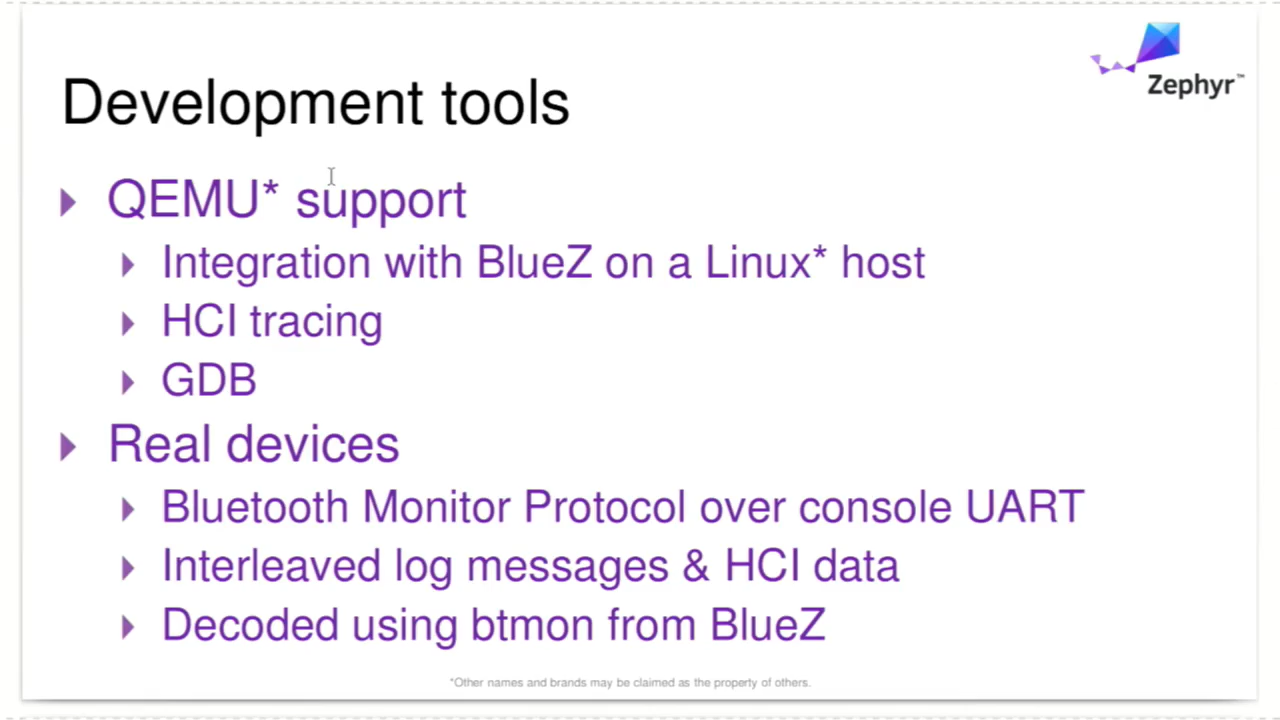 Zephyr™
Development tools
QEMU* support
Integration with BlueZ on a Linux* host
HCI tracing
GDB
Real devices
Bluetooth Monitor Protocol over console UART
Interleaved log messages & HCI data
Decoded using btmon from BlueZ
*Other names and brands may be claimed as the property of others.